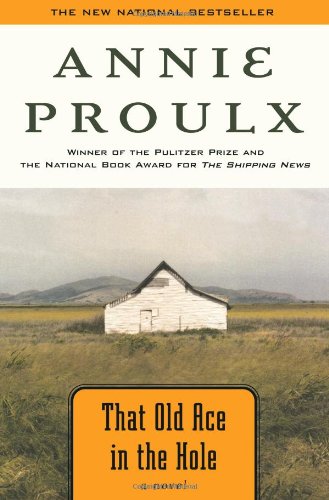 THE NEW NATIONAL BESTSELLER
ANNIE
PROULX
WINNER OF THE PULITZER PRIZE AND
THE NATIONAL BOOK AWARD FOR THE SHIPPING NEWS
That Old Ace
in the Hole
a novel